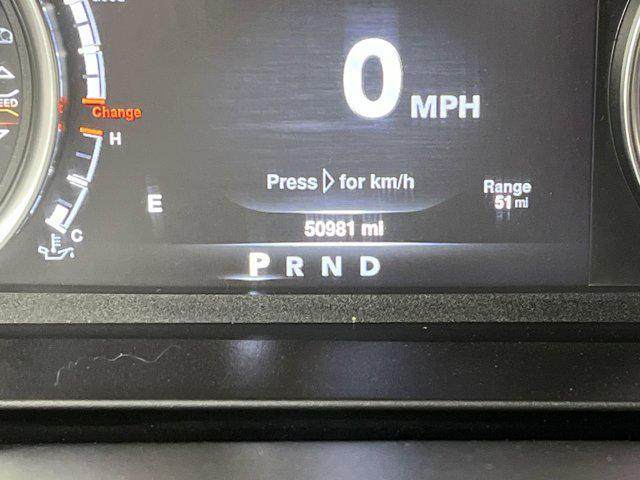 0 MPH
Change
H
Press ▷ for km/h
Range
51 mi
E
50981 mi
C
P R N D